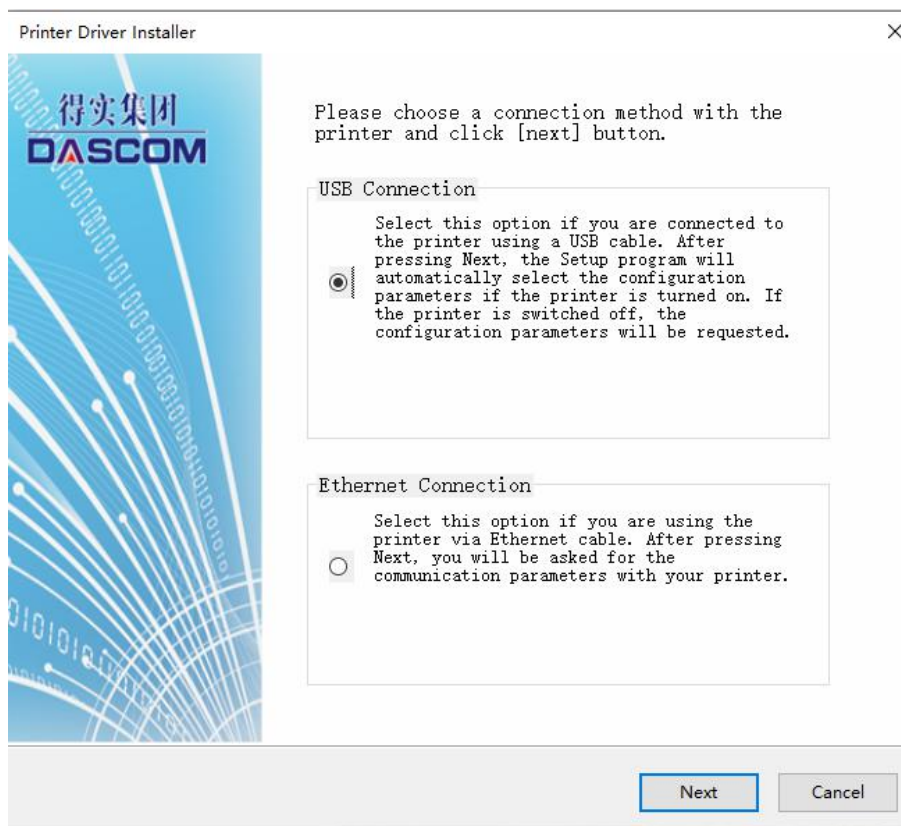 Printer Driver Installer
得实集团
DASCOM
Please choose a connection method with the
printer and click [next] button.
USB Connection
Select this option if you are connected to
the printer using a USB cable. After
pressing Next, the Setup program will
automatically select the configuration
parameters if the printer is turned on. If
the printer is switched off, the
configuration parameters will be requested.
Ethernet Connection
Select this option if you are using the
printer via Ethernet cable. After pressing
Next, you will be asked for the
communication parameters with your printer.
Next
Cancel